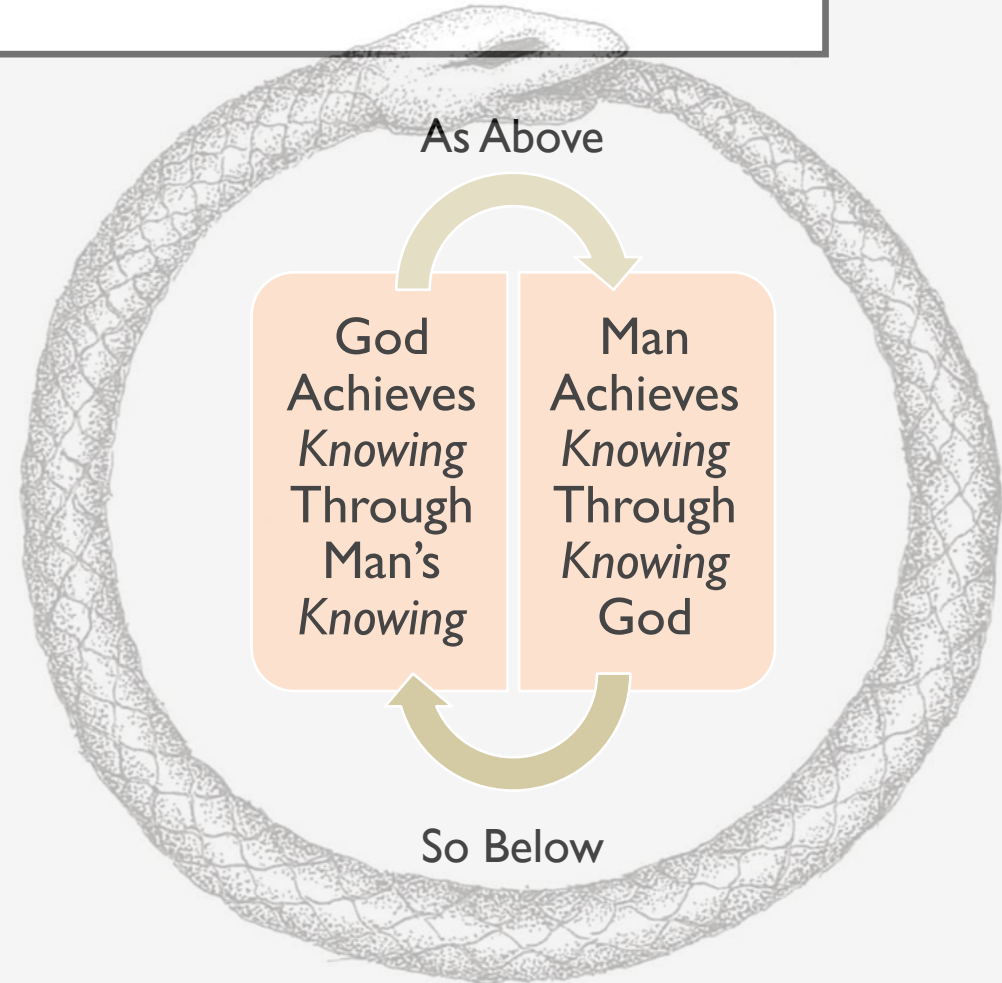 As Above
God
Achieves
Knowing
Through
Man’s
Knowing
Man
Achieves
Knowing
Through
Knowing
God
So Below